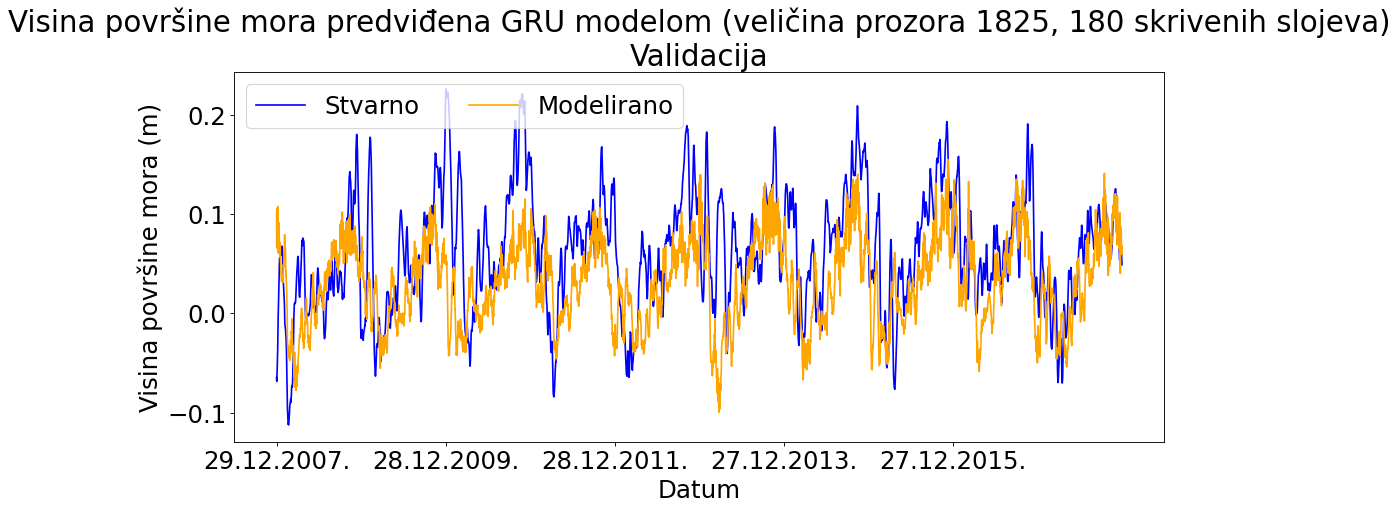 Visina površine mora predviđena GRU modelom (veličina prozora 1825, 180 skrivenih slojeva)
Validacija
Stvarno
Modelirano
Visina površine mora (m)
0.2
0.1
0.0
−0.1
29.12.2007.
28.12.2009.
28.12.2011.
27.12.2013.
27.12.2015.
Datum